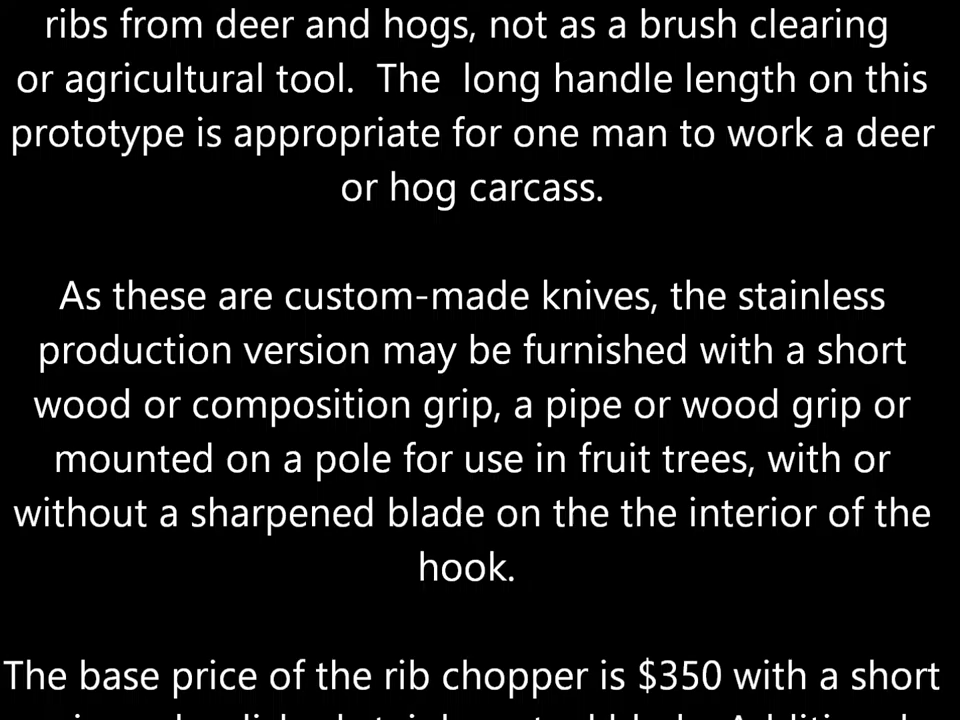 ribs from deer and hogs, not as a brush clearing
or agricultural tool.  The  long handle length on this
prototype is appropriate for one man to work a deer
or hog carcass.
As these are custom-made knives, the stainless
production version may be furnished with a short
wood or composition grip, a pipe or wood grip or
mounted on a pole for use in fruit trees, with or
without a sharpened blade on the the interior of the
hook.
The base price of the rib chopper is $350 with a short